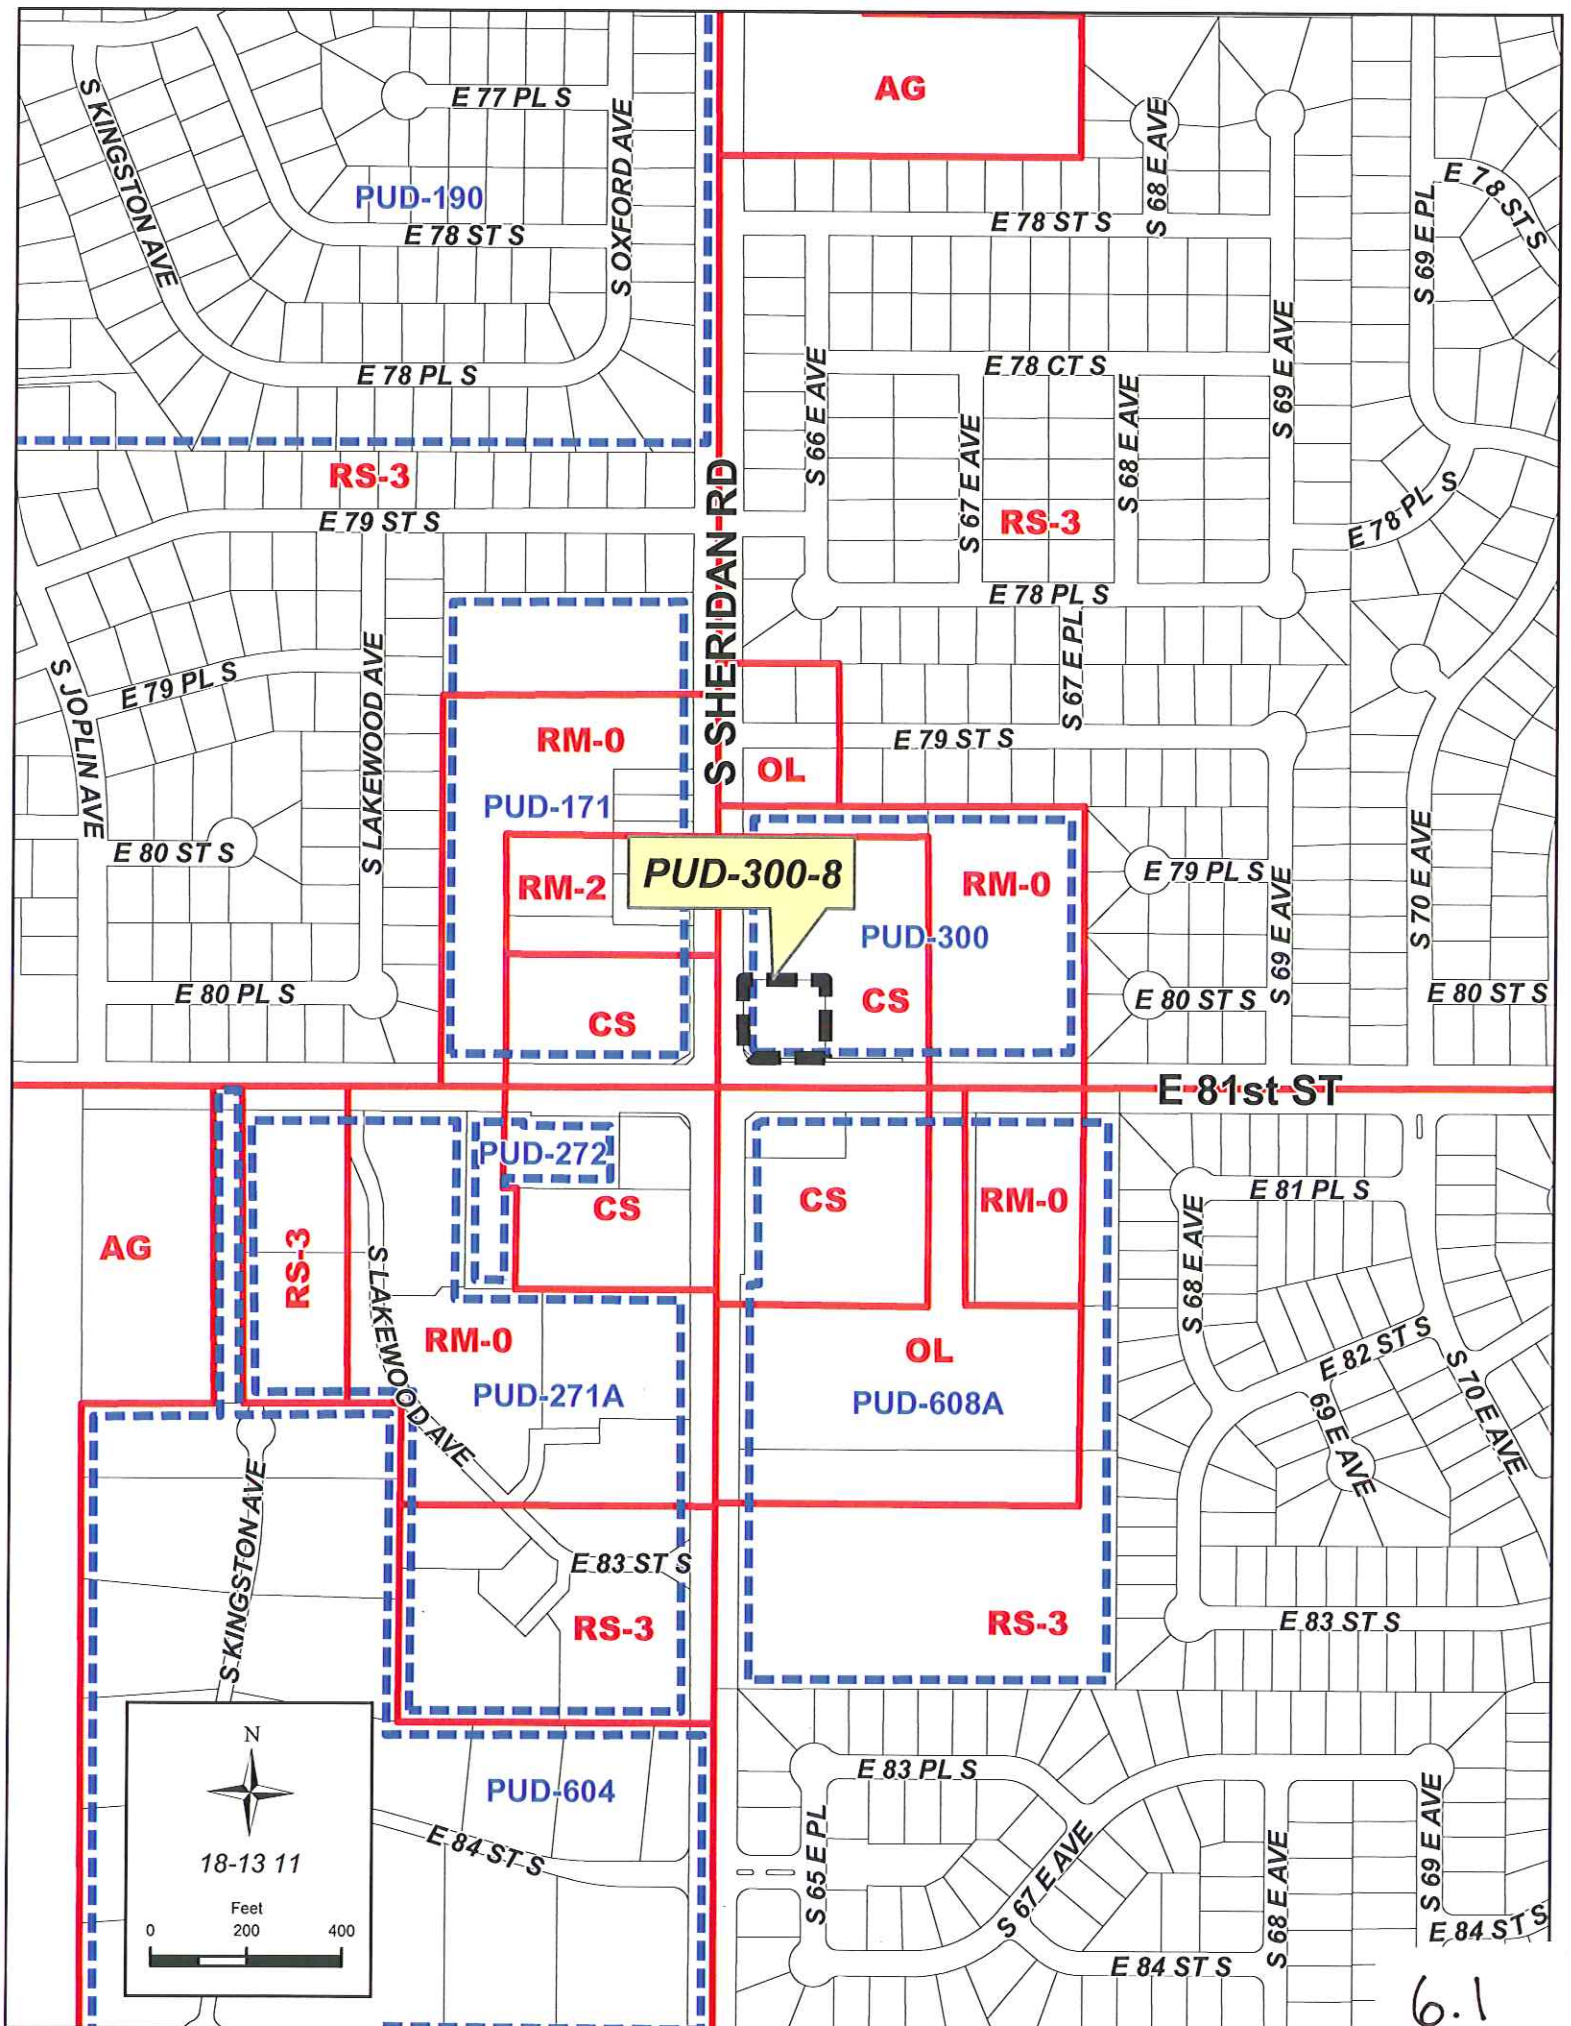 AG
E 77 PL S
S KINGSTON AVE
S OXFORD AVE
S 68 E AVE
E 78 ST S
PUD-190
S 69 E PL
E 78 ST S
E 78 ST S
S 69 E AVE
E 78 PL S
E 78 CT S
S 66 E AVE
S 68 E AVE
S 67 E AVE
RS-3
S SHERIDAN RD
E 78 PL S
E 79 ST S
RS-3
E 78 PL S
S 67 E PL
S LAKEWOOD AVE
E 79 PL S
S JOPLIN AVE
RM-0
E 79 ST S
OL
PUD-171
E 80 ST S
S 70 E AVE
PUD-300-8
E 79 PL S
RM-2
RM-0
S 69 E AVE
PUD-300
E 80 PL S
CS
E 80 ST S
E 80 ST S
CS
E 81st ST
PUD-272
CS
CS
RM-0
E 81 PL S
AG
RS-3
S LAKEWOOD AVE
S 68 E AVE
RM-0
OL
E 82 ST S
PUD-271A
PUD-608A
69 E AVE
S 70 E AVE
S KINGSTON AVE
E 83 ST S
RS-3
RS-3
E 83 ST S
N
18-13 11
Feet
0 200 400
PUD-604
E 84 ST S
E 83 PL S
S 65 E PL
S 67 E AVE
S 68 E AVE
S 69 E AVE
E 84 ST S
E 84 ST S
6.1